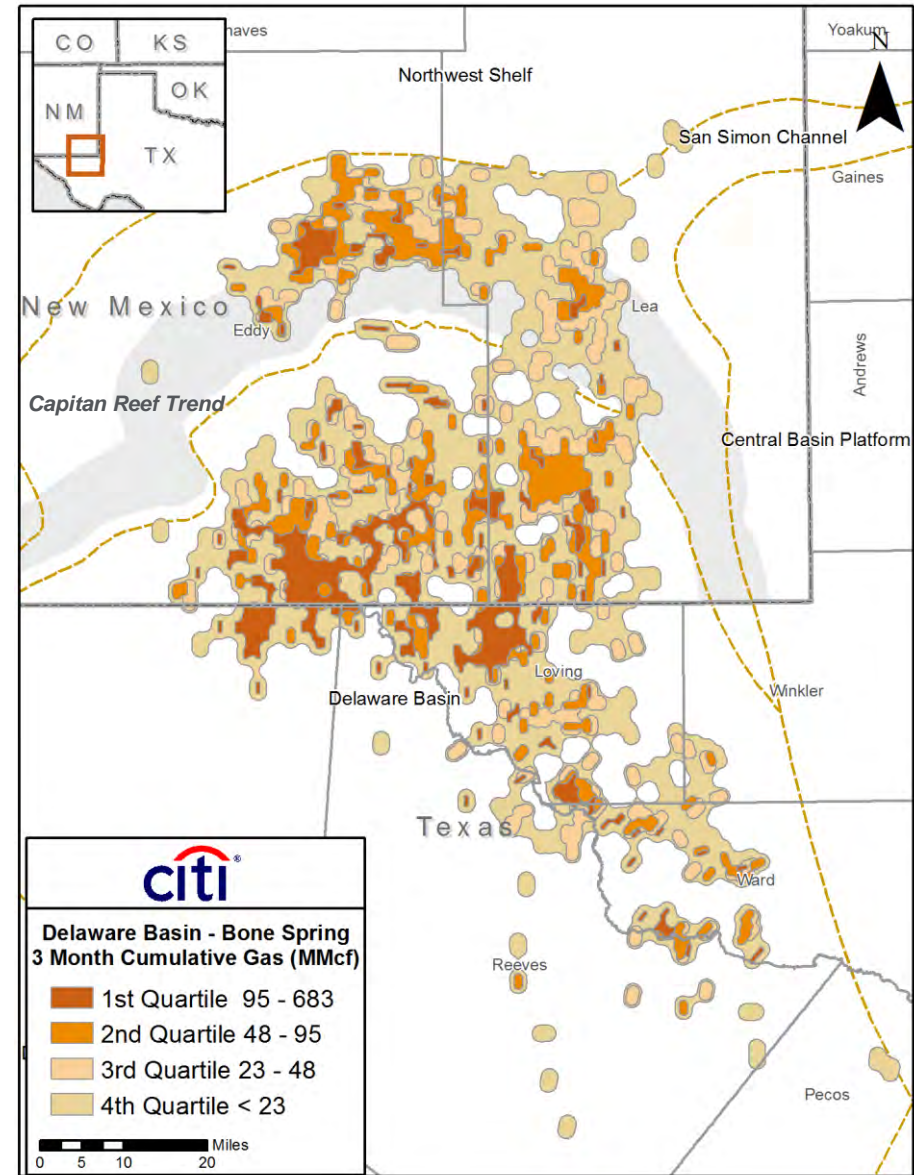 CO
KS
OK
NM
TX
haves
Yoakum
N
Northwest Shelf
San Simon Channel
Gaines
New Mexico
Eddy
Lea
Andrews
Capitan Reef Trend
Central Basin Platform
Loving
Winkler
Delaware Basin
Texas
Ward
Reeves
Pecos
citi®
Delaware Basin - Bone Spring
3 Month Cumulative Gas (MMcf)
1st Quartile 95 - 683
2nd Quartile 48 - 95
3rd Quartile 23 - 48
4th Quartile < 23
Miles
0 5 10 20